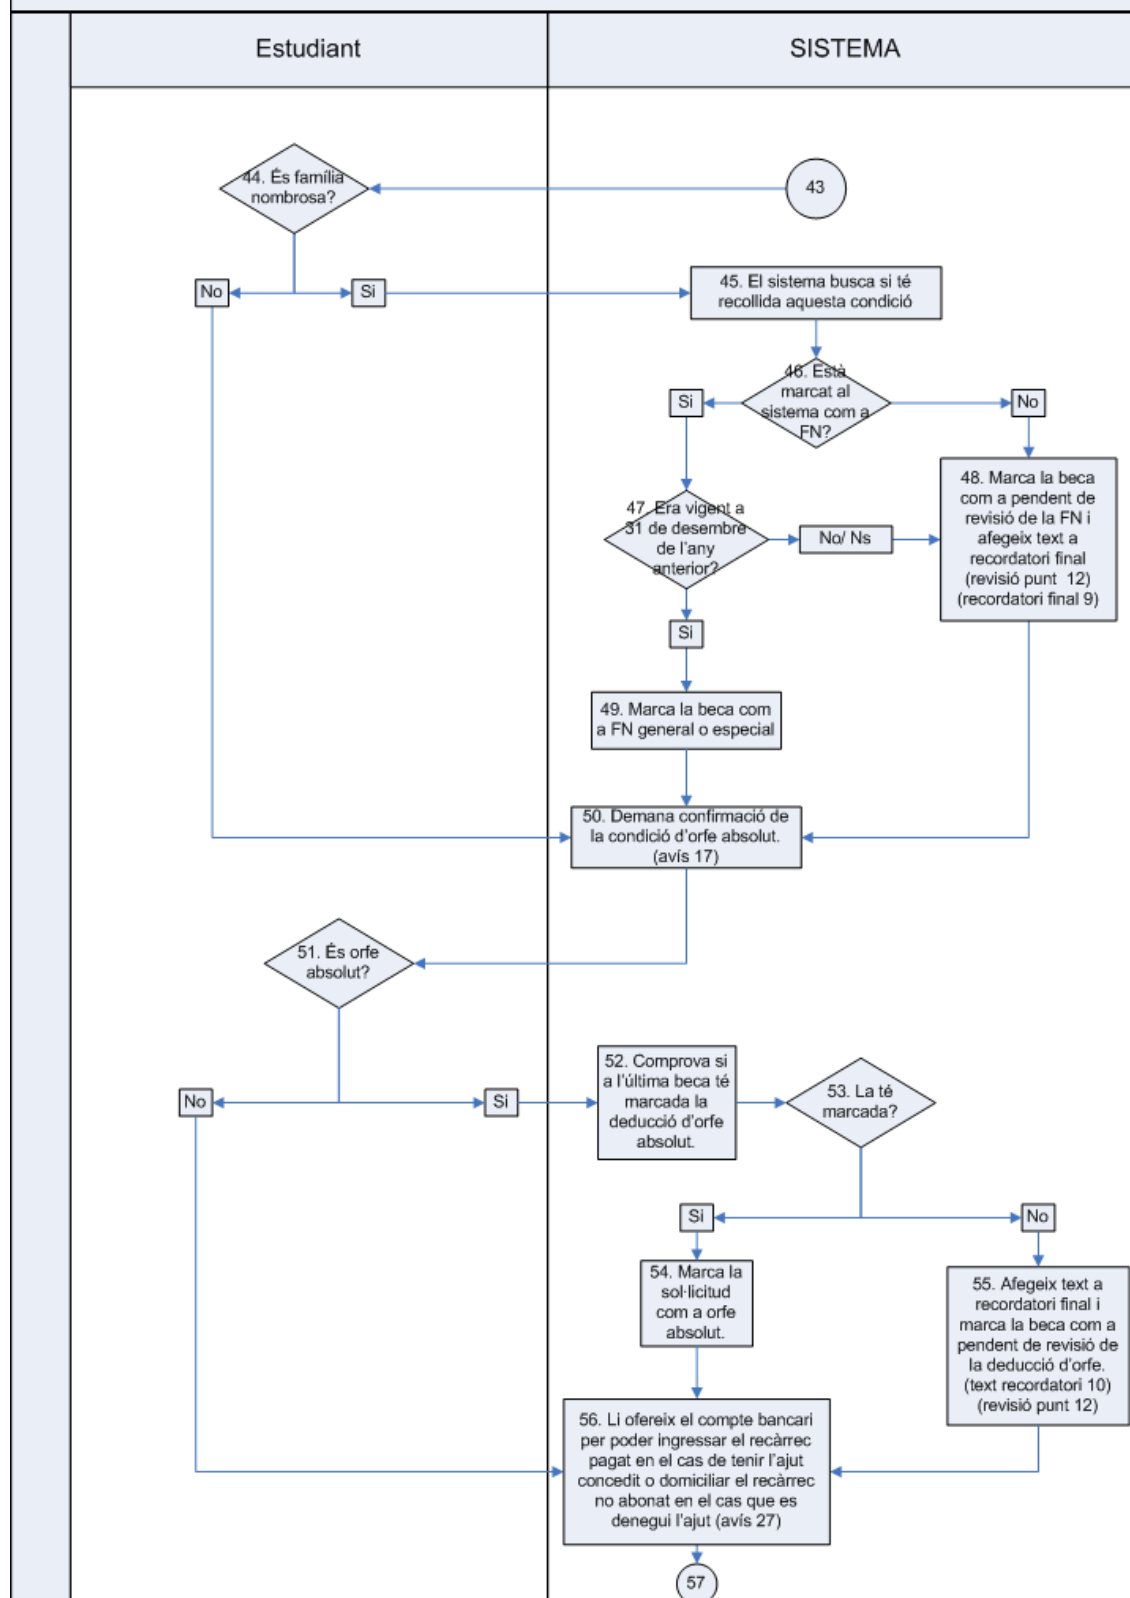 Estudiant
SISTEMA
44. És família
nombrosa?
43
No
Si
45. El sistema busca si té
recollida aquesta condició
46. Està
marcat al
sistema com a
FN?
Si
No
47. Era vigent a
31 de desembre
de l'any
anterior?
No/ Ns
48. Marca la beca
com a pendent de
revisió de la FN i
afegeix text a
recordatori final
(revisió punt 12)
(recordatori final 9)
Si
49. Marca la beca com
a FN general o especial
50. Demana confirmació de
la condició d'orfe absolut.
(avís 17)
51. És orfe
absolut?
No
Si
52. Comprova si
a l'última beca té
marcada la
deducció d'orfe
absolut.
53. La té
marcada?
Si
No
54. Marca la
sol·licitud
com a orfe
absolut.
55. Afegeix text a
recordatori final i
marca la beca com a
pendent de revisió de
la deducció d'orfe.
(text recordatori 10)
(revisió punt 12)
56. Li ofereix el compte bancari
per poder ingressar el recàrrec
pagat en el cas de tenir l'ajut
concedit o domiciliar el recàrrec
no abonat en el cas que es
denegui l'ajut (avís 27)
57